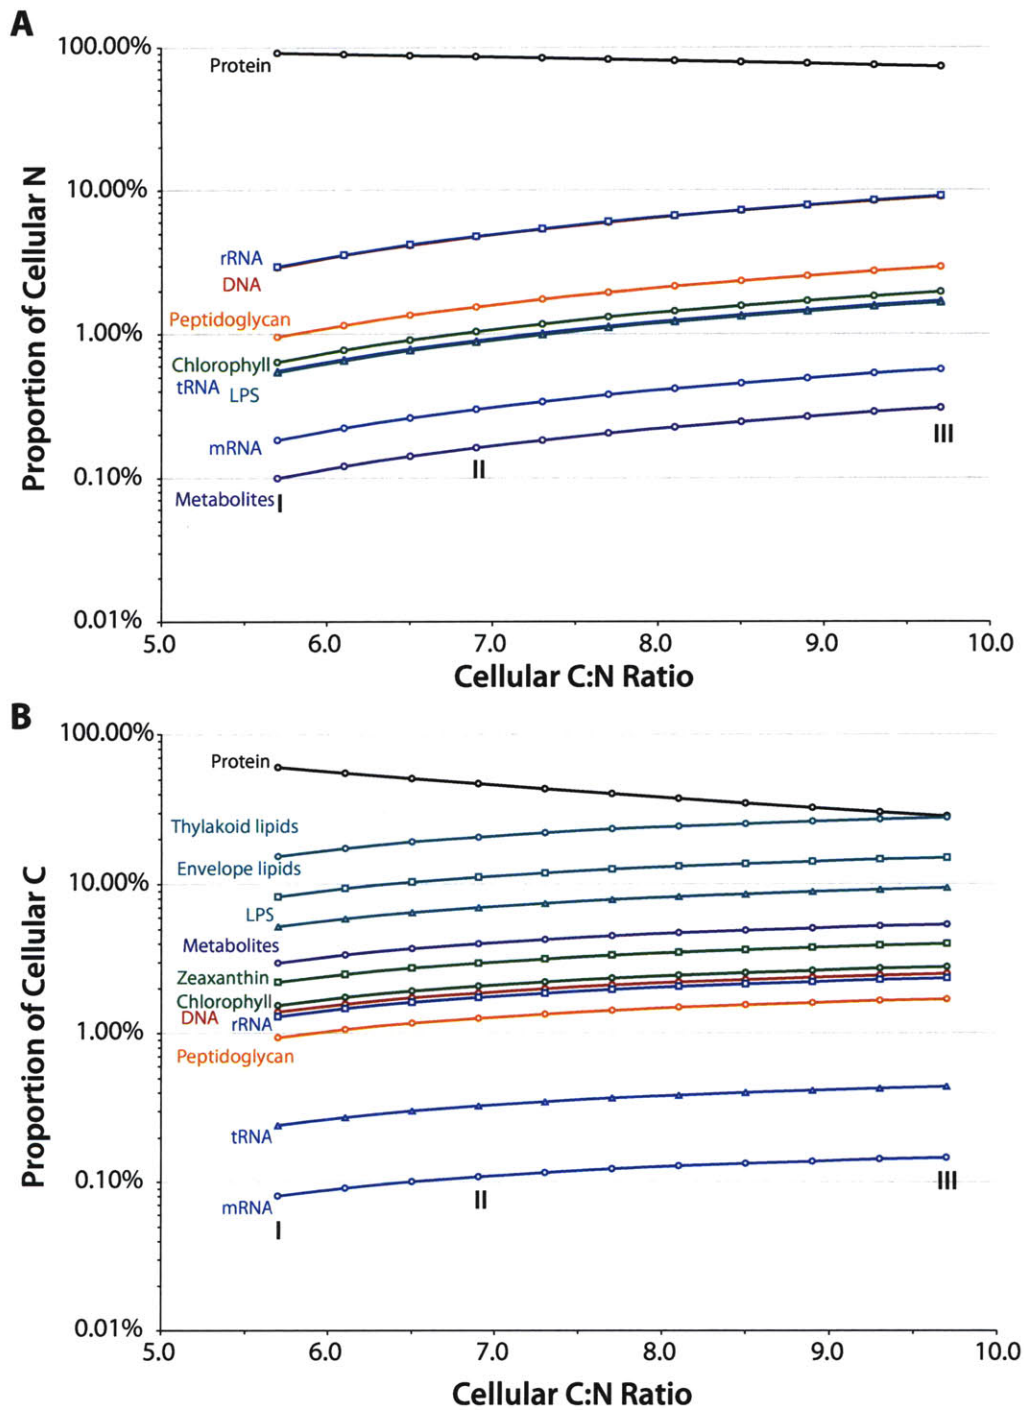 A
100.00%
Protein
10.00%
rRNA
DNA
Peptidoglycan
1.00%
Chlorophyll
tRNA LPS
mRNA
III
II
0.10%
Metabolites I
0.01%
5.0 6.0 7.0 8.0 9.0 10.0
Proportion of Cellular N
Cellular C:N Ratio
B
100.00%
Protein
Thylakoid lipids
Envelope lipids
10.00%
LPS
Metabolites
Zeaxanthin
Chlorophyll
DNA rRNA
1.00%
Peptidoglycan
tRNA
0.10%
III
mRNA
II
I
0.01%
5.0 6.0 7.0 8.0 9.0 10.0
Proportion of Cellular C
Cellular C:N Ratio